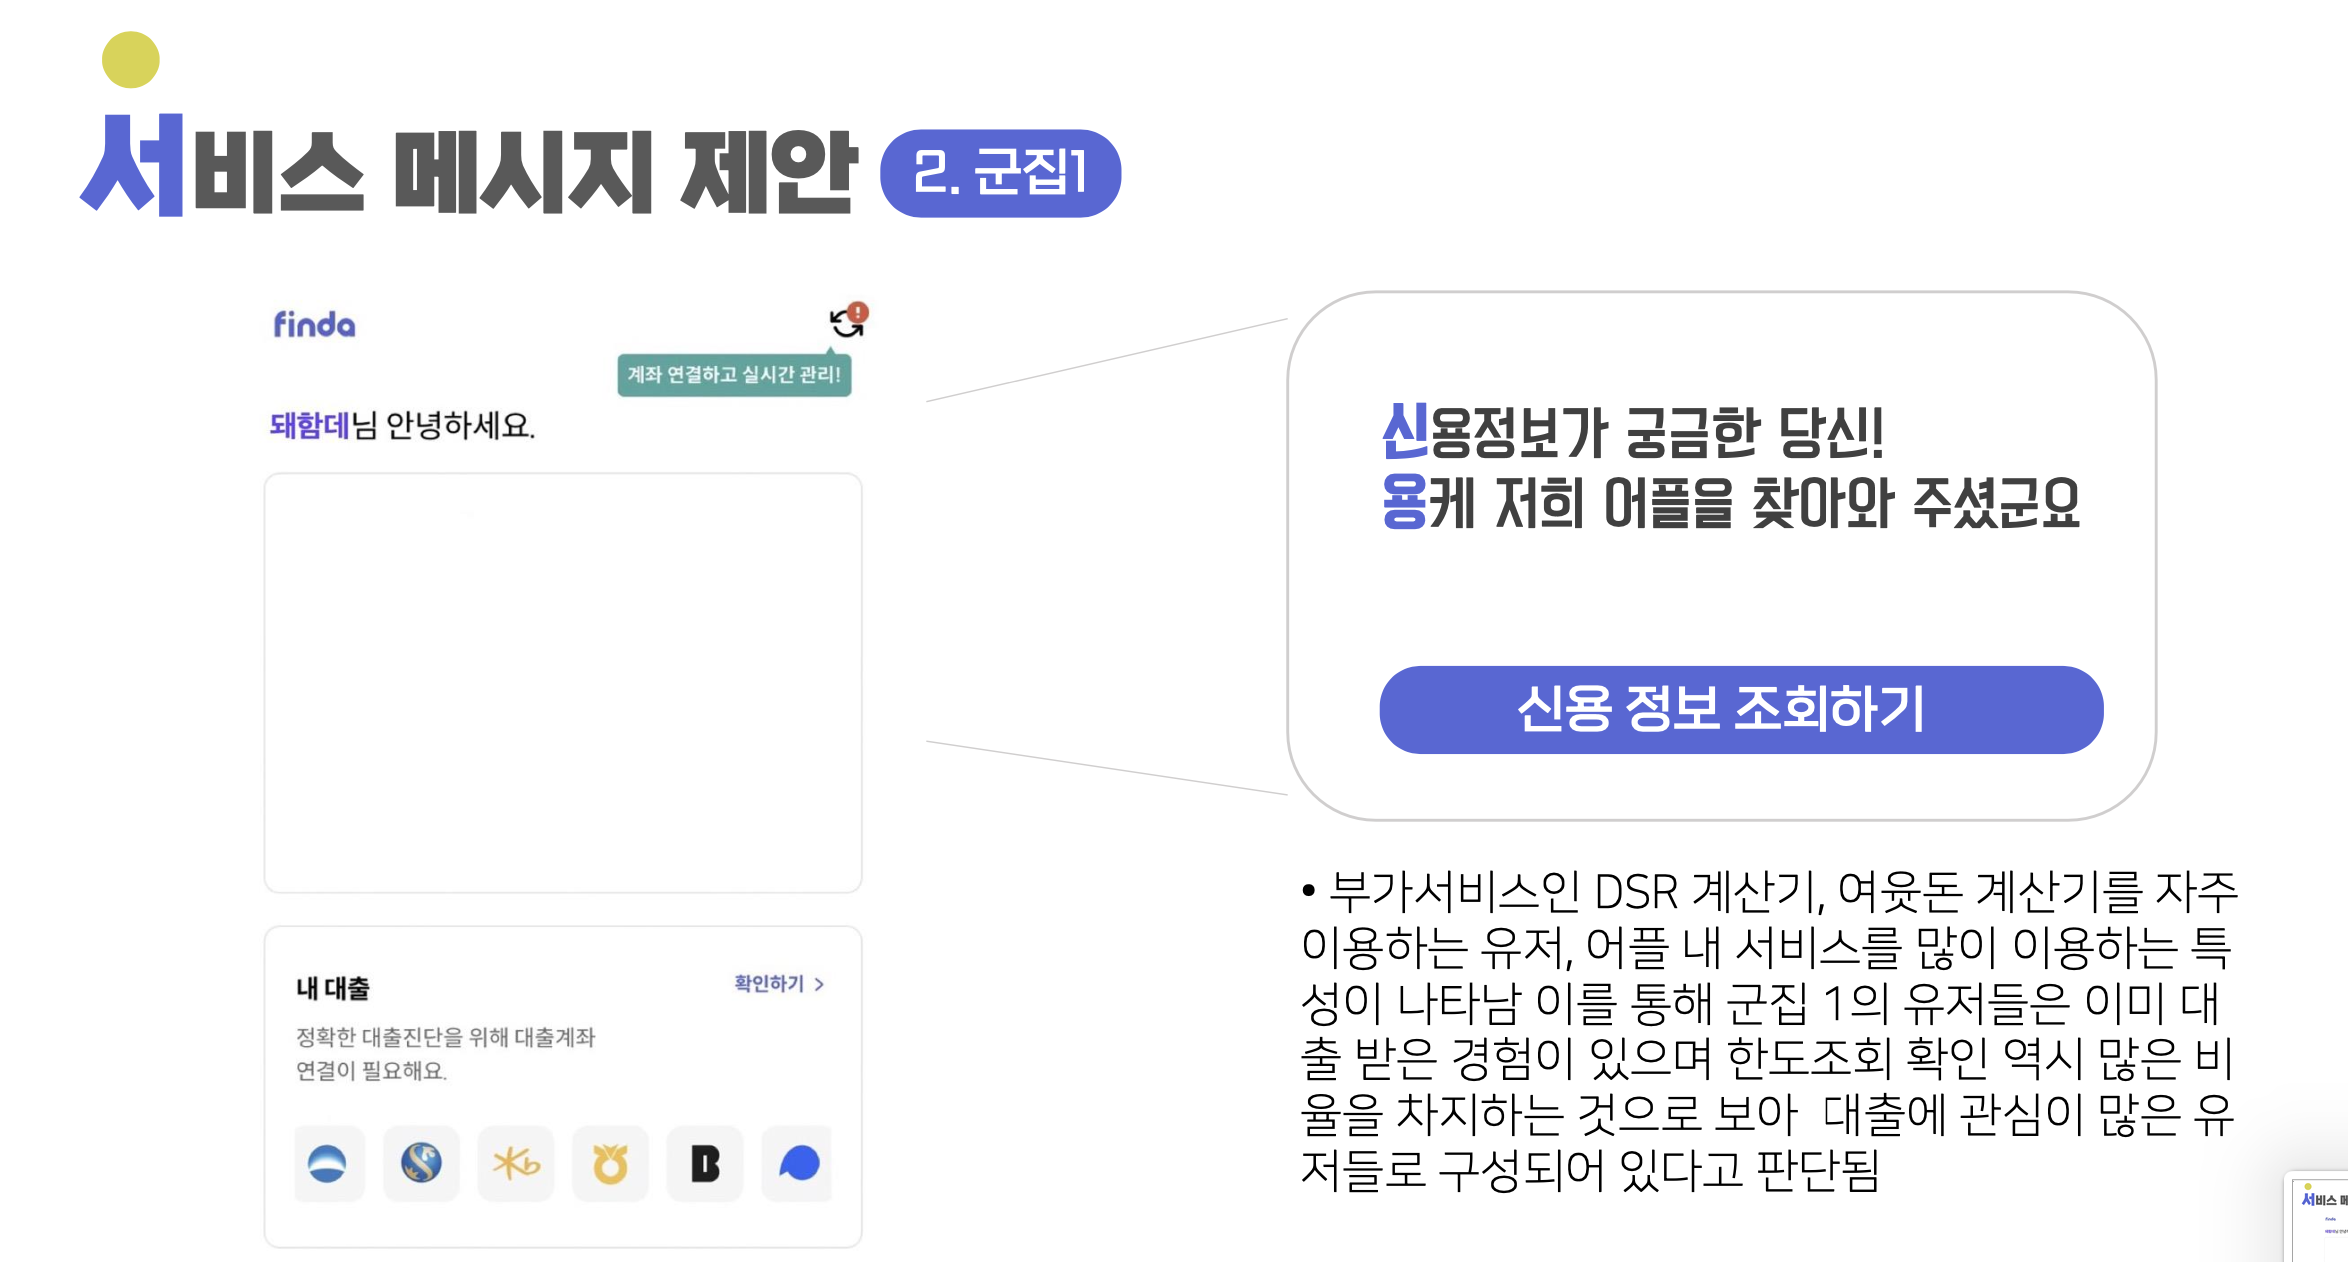 서비스 메시지 제안 2. 군집1
finda
계좌 연결하고 실시간 관리!
돼함데님 안녕하세요.
신용정보가 궁금한 당신!
용케 저희 어플을 찾아와 주셨군요
신용 정보 조회하기
내 대출 확인하기 >
정확한 대출진단을 위해 대출계좌
연결이 필요해요.
• 부가서비스인 DSR 계산기, 여윳돈 계산기를 자주
이용하는 유저, 어플 내 서비스를 많이 이용하는 특
성이 나타남 이를 통해 군집 1의 유저들은 이미 대
출 받은 경험이 있으며 한도조회 확인 역시 많은 비
율을 차지하는 것으로 보아 대출에 관심이 많은 유
저들로 구성되어 있다고 판단됨
서비스 메
finda